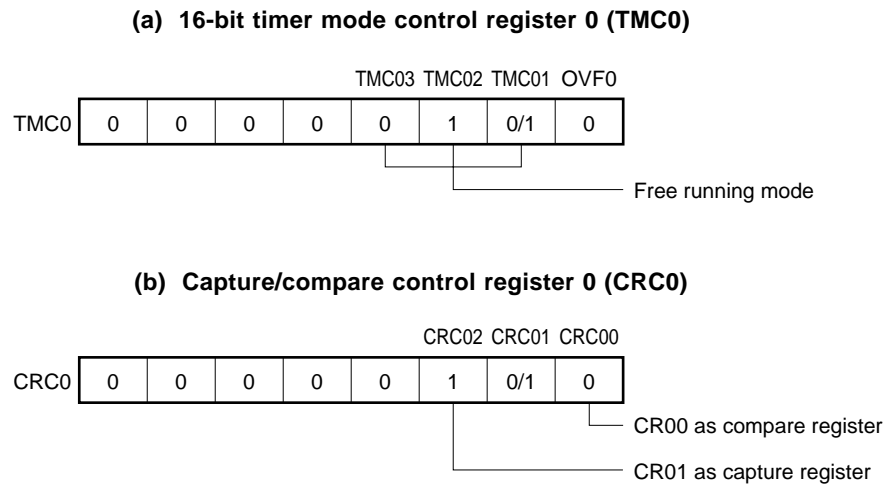 (a) 16-bit timer mode control register 0 (TMC0)
TMC03 TMC02 TMC01 OVF0
TMC0 0 0 0 0 0 1 0/1 0
Free running mode
(b) Capture/compare control register 0 (CRC0)
CRC02 CRC01 CRC00
CRC0 0 0 0 0 0 1 0/1 0
CR00 as compare register
CR01 as capture register